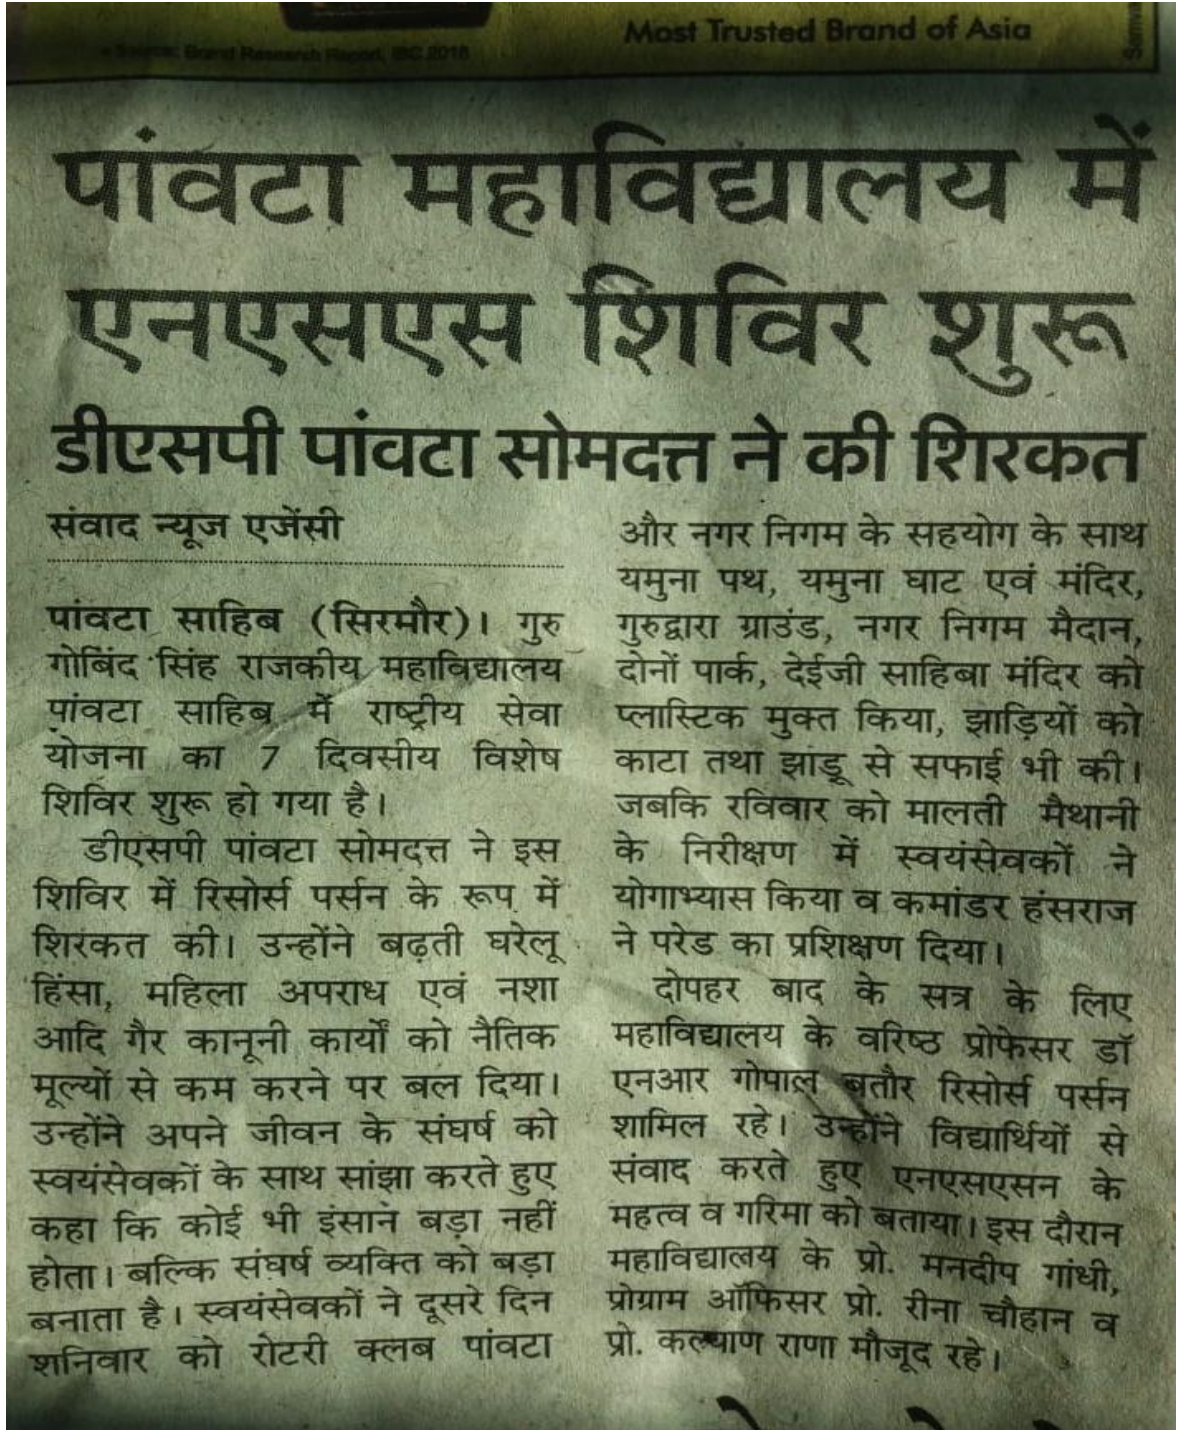 Most Trusted Brand of Asia
Source: Brand Research Report, IBC 2018
पांवटा महाविद्यालय में
एनएसएस शिविर शुरू
डीएसपी पांवटा सोमदत्त ने की शिरकत
संवाद न्यूज एजेंसी
पांवटा साहिब (सिरमौर)। गुरु
गोबिंद सिंह राजकीय महाविद्यालय
पांवटा साहिब में राष्ट्रीय सेवा
योजना का 7 दिवसीय विशेष
शिविर शुरू हो गया है।
डीएसपी पांवटा सोमदत्त ने इस
शिविर में रिसोर्स पर्सन के रूप में
शिरकत की। उन्होंने बढ़ती घरेलू
हिंसा, महिला अपराध एवं नशा
आदि गैर कानूनी कार्यों को नैतिक
मूल्यों से कम करने पर बल दिया।
उन्होंने अपने जीवन के संघर्ष को
स्वयंसेवकों के साथ सांझा करते हुए
कहा कि कोई भी इंसान बड़ा नहीं
होता। बल्कि संघर्ष व्यक्ति को बड़ा
बनाता है। स्वयंसेवकों ने दूसरे दिन
शनिवार को रोटरी क्लब पांवटा
और नगर निगम के सहयोग के साथ
यमुना पथ, यमुना घाट एवं मंदिर,
गुरुद्वारा ग्राउंड, नगर निगम मैदान,
दोनों पार्क, देईजी साहिबा मंदिर को
प्लास्टिक मुक्त किया, झाड़ियों को
काटा तथा झाडू से सफाई भी की।
जबकि रविवार को मालती मैथानी
के निरीक्षण में स्वयंसेवकों ने
योगाभ्यास किया व कमांडर हंसराज
ने परेड का प्रशिक्षण दिया।
दोपहर बाद के सत्र के लिए
महाविद्यालय के वरिष्ठ प्रोफेसर डॉ
एनआर गोपाल बतौर रिसोर्स पर्सन
शामिल रहे। उन्होंने विद्यार्थियों से
संवाद करते हुए एनएसएसन के
महत्व व गरिमा को बताया। इस दौरान
महाविद्यालय के प्रो. मनदीप गांधी,
प्रोग्राम ऑफिसर प्रो. रीना चौहान व
प्रो. कल्याण राणा मौजूद रहे।